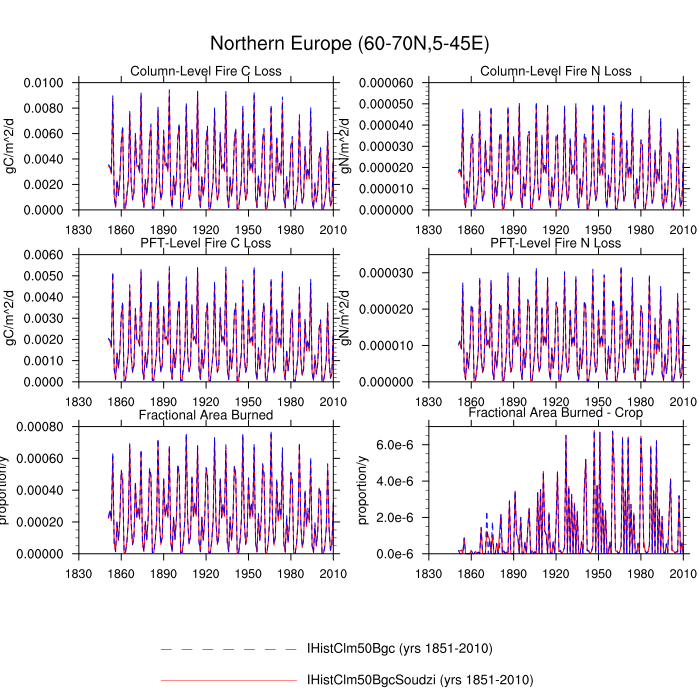 Northern Europe (60-70N,5-45E)
Column-Level Fire C Loss
Column-Level Fire N Loss
gC/m^2/d
0.0100
0.0080
0.0060
0.0040
0.0020
0.0000
1830 1860 1890 1920 1950 1980 2010
gN/m^2/d
0.000060
0.000050
0.000040
0.000030
0.000020
0.000010
0.000000
1830 1860 1890 1920 1950 1980 2010
PFT-Level Fire C Loss
PFT-Level Fire N Loss
gC/m^2/d
0.0060
0.0050
0.0040
0.0030
0.0020
0.0010
0.0000
1830 1860 1890 1920 1950 1980 2010
gN/m^2/d
0.000030
0.000020
0.000010
0.000000
1830 1860 1890 1920 1950 1980 2010
Fractional Area Burned
Fractional Area Burned - Crop
proportion/y
0.00080
0.00060
0.00040
0.00020
0.00000
1830 1860 1890 1920 1950 1980 2010
proportion/y
6.0e-6
4.0e-6
2.0e-6
0.0e-6
1830 1860 1890 1920 1950 1980 2010
IHistClm50Bgc (yrs 1851-2010)
IHistClm50BgcSoudzi (yrs 1851-2010)